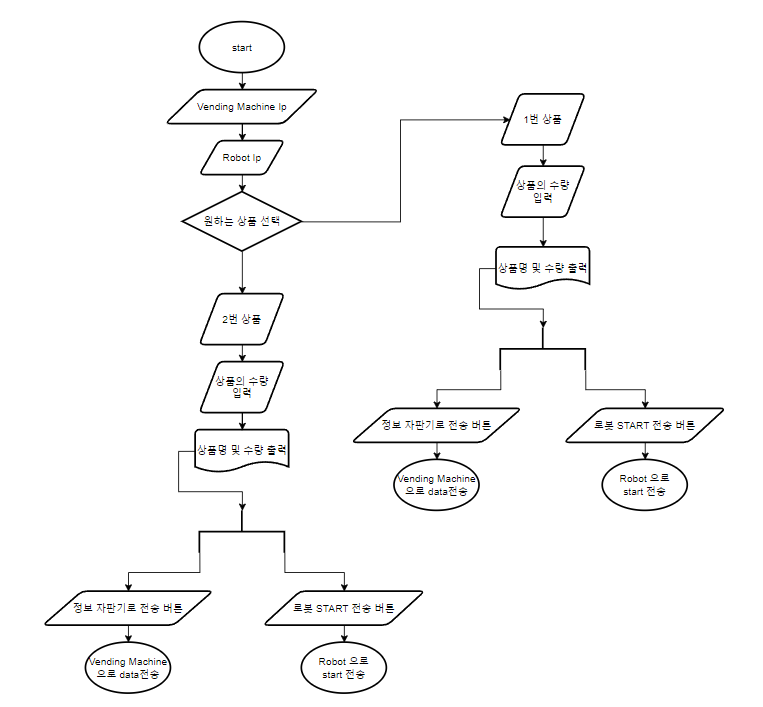 start
Vending Machine Ip
Robot Ip
원하는 상품 선택
1번 상품
상품의 수량
입력
상품명 및 수량 출력
정보 자판기로 전송 버튼
로봇 START 전송 버튼
Vending Machine
으로 data전송
Robot 으로
start 전송
2번 상품
상품의 수량
입력
상품명 및 수량 출력
정보 자판기로 전송 버튼
로봇 START 전송 버튼
Vending Machine
으로 data전송
Robot 으로
start 전송